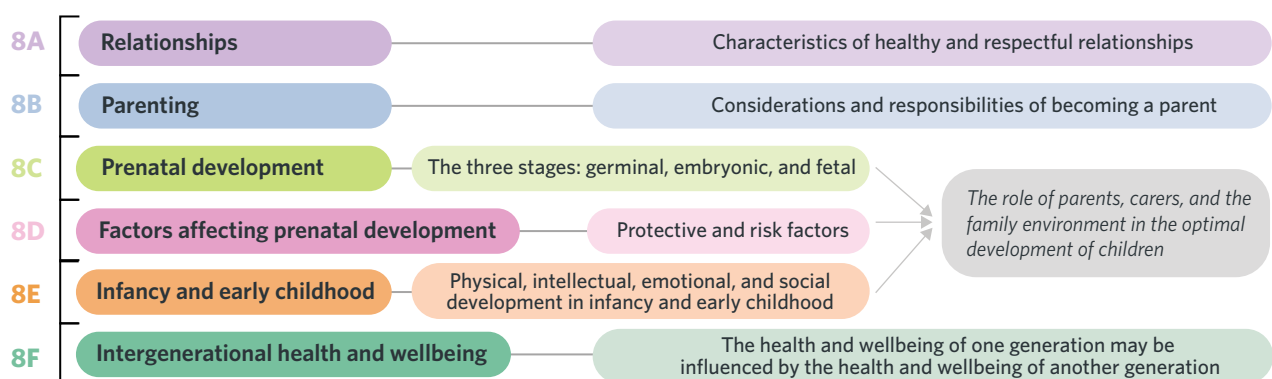 8A
Relationships
Characteristics of healthy and respectful relationships
8B
Parenting
Considerations and responsibilities of becoming a parent
8C
Prenatal development
The three stages: germinal, embryonic, and fetal
8D
Factors affecting prenatal development
Protective and risk factors
The role of parents, carers, and the
family environment in the optimal
development of children
8E
Infancy and early childhood
Physical, intellectual, emotional, and social
development in infancy and early childhood
8F
Intergenerational health and wellbeing
The health and wellbeing of one generation may be
influenced by the health and wellbeing of another generation